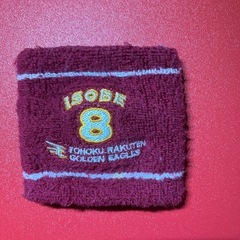 ISOBE
8
TOHOKU RAKUTEN
GOLDEN EAGLES